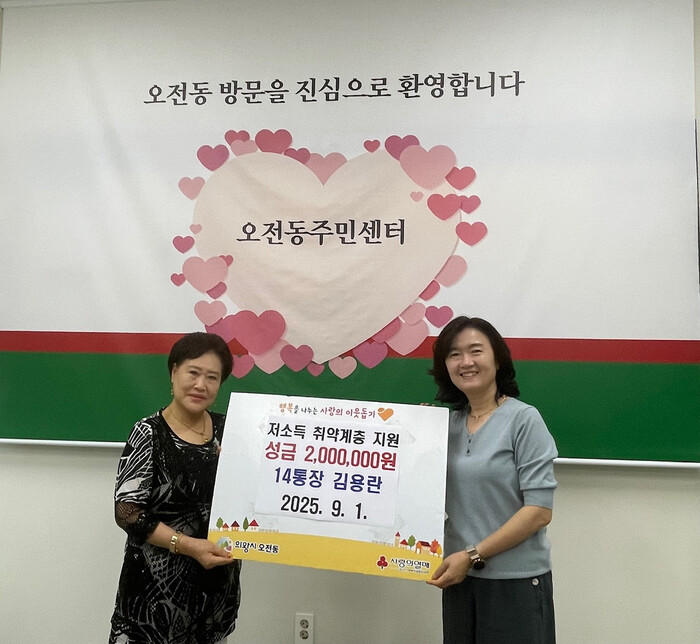 오전동 방문을 진심으로 환영합니다
오전동주민센터
행복을 나누는 사랑의 이웃돕기
저소득 취약계층 지원
성금 2,000,000원
14통장 김용란
2025. 9. 1.
의왕시 오전동
사랑의열매